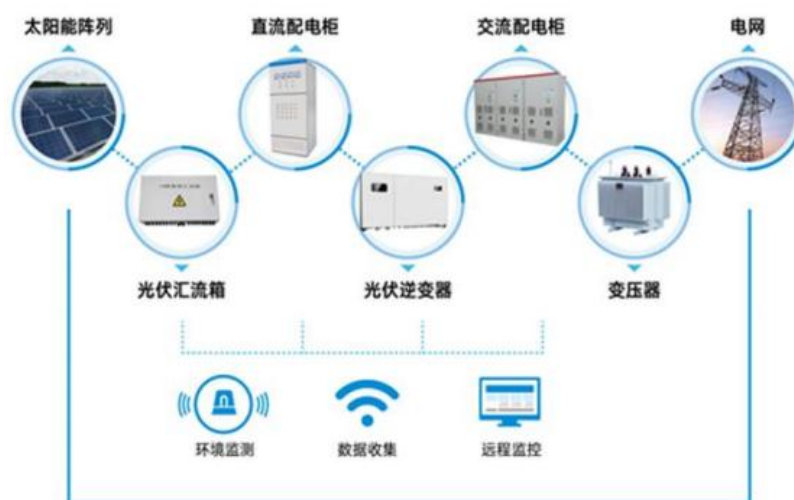 太阳能阵列
直流配电柜
交流配电柜
电网
光伏汇流箱
光伏逆变器
变压器
环境监测
数据收集
远程监控